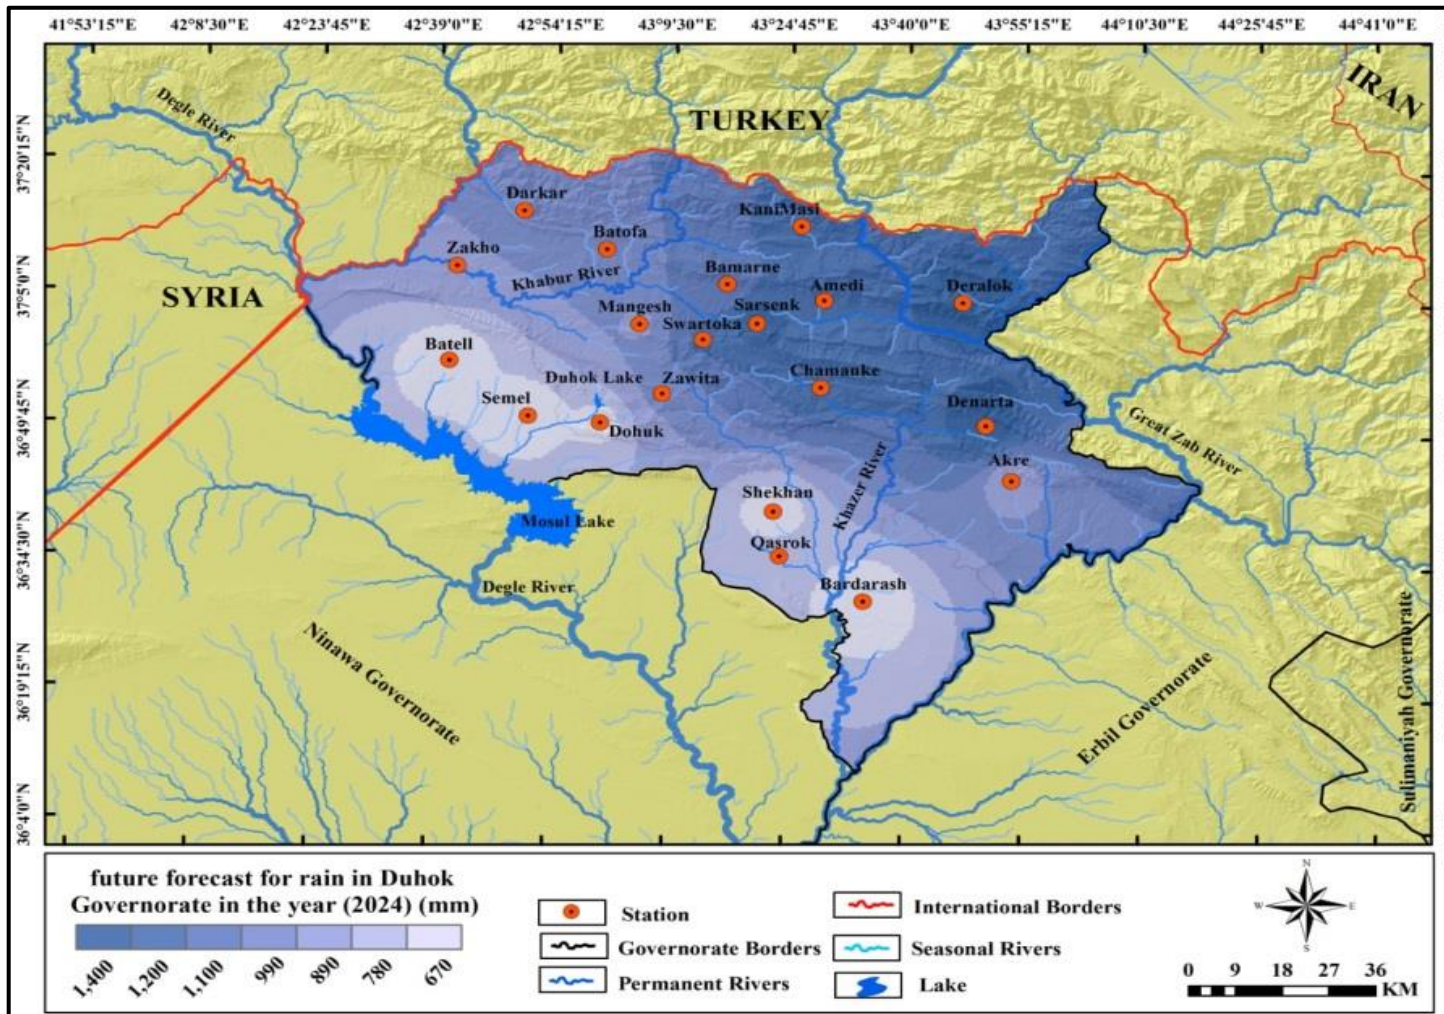 41°53'15"E 42°8'30"E 42°23'45"E 42°39'0"E 42°54'15"E 43°9'30"E 43°24'45"E 43°40'0"E 43°55'15"E 44°10'30"E 44°25'45"E 44°41'0"E
37°20'15"N
37°5'0"N
36°49'45"N
36°34'30"N
36°19'15"N
36°4'0"N
IRAN
TURKEY
Degle River
Darkar
KaniMasi
Batofa
Zakho
Khabur River
Bamarne
SYRIA
Amedi
Deralok
Mangesh
Sarsenk
Swartoka
Batell
Chamauke
Duhok Lake
Zawita
Semel
Denarta
Dohuk
Great Zab River
Akre
Khazer River
Shekhan
Mosul Lake
Qasrok
Degle River
Bardarash
Ninawa Governorate
Erbil Governorate
Sulimaniyah Governorate
future forecast for rain in Duhok
Governorate in the year (2024) (mm)
1,400 1,200 1,100 990 890 780 670
Station
Governorate Borders
Permanent Rivers
International Borders
Seasonal Rivers
Lake
N
W E
S
0 9 18 27 36
KM